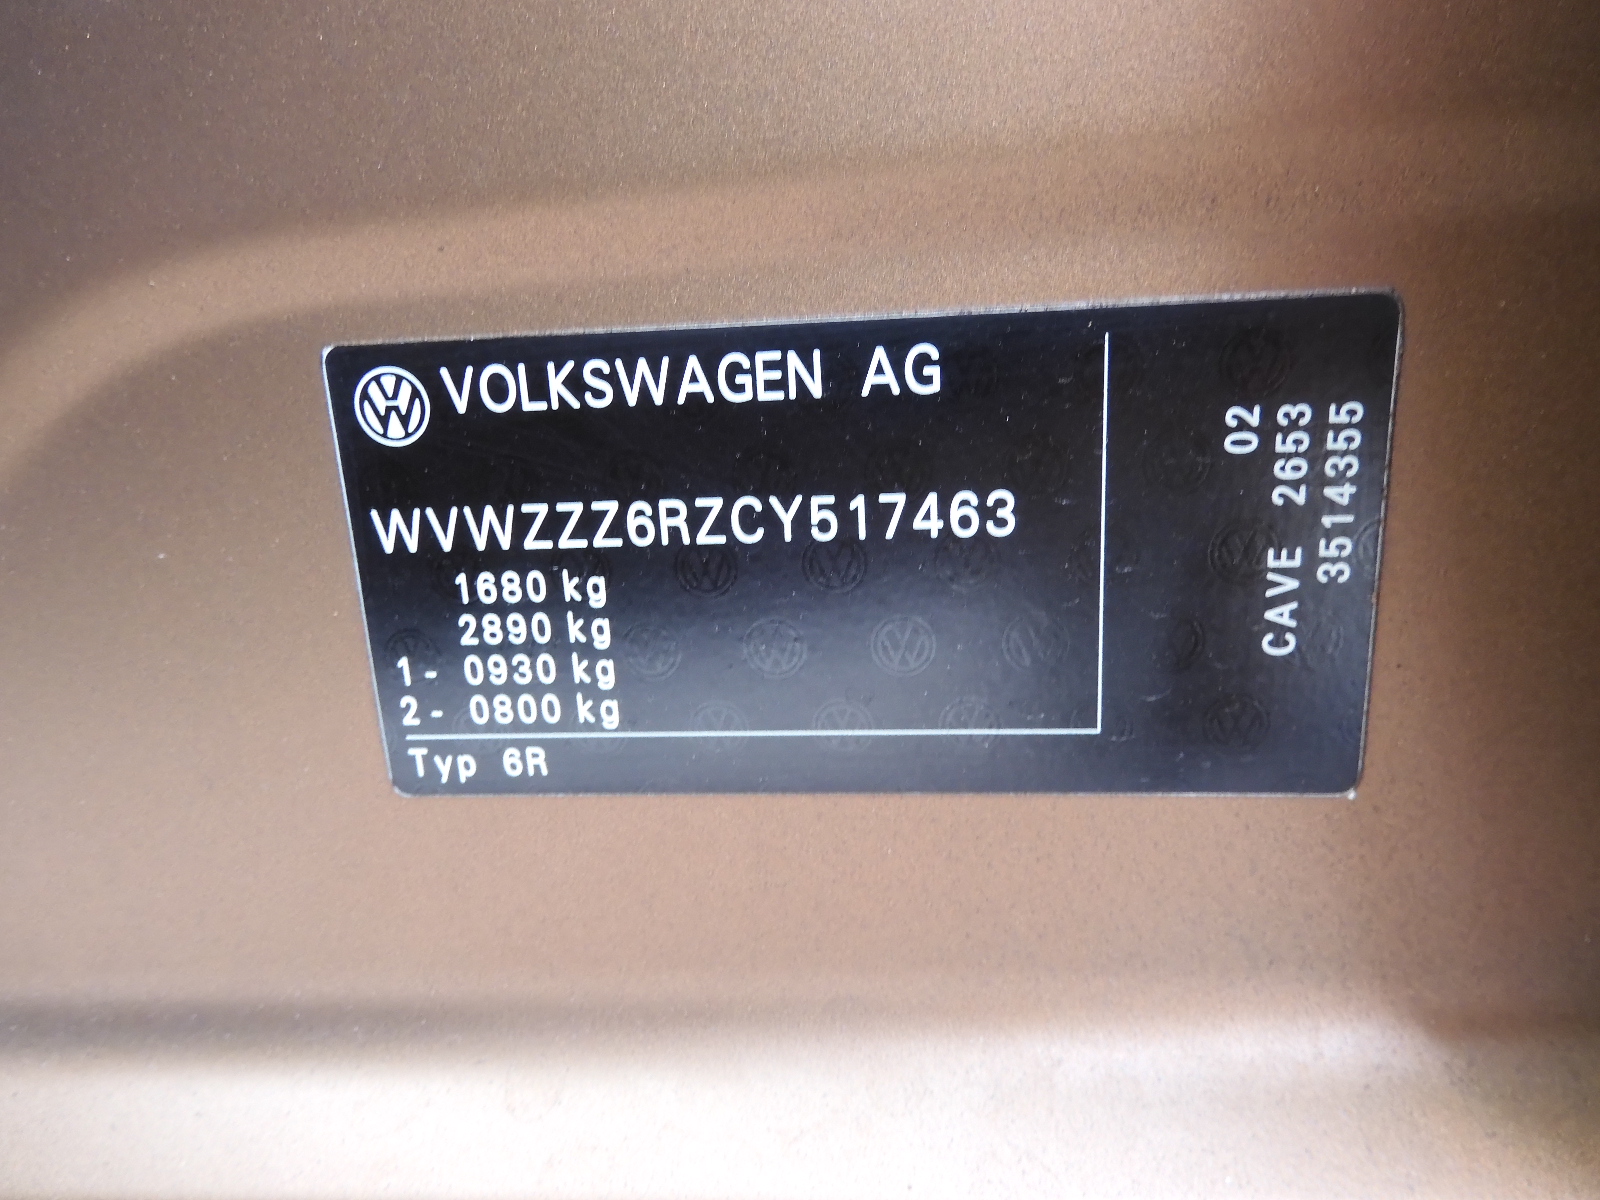 VOLKSWAGEN AG
WVWZZZ6RZCY517463
1680 kg
2890 kg
1- 0930 kg
2- 0800 kg
Typ 6R
02
CAVE 2653
3514355